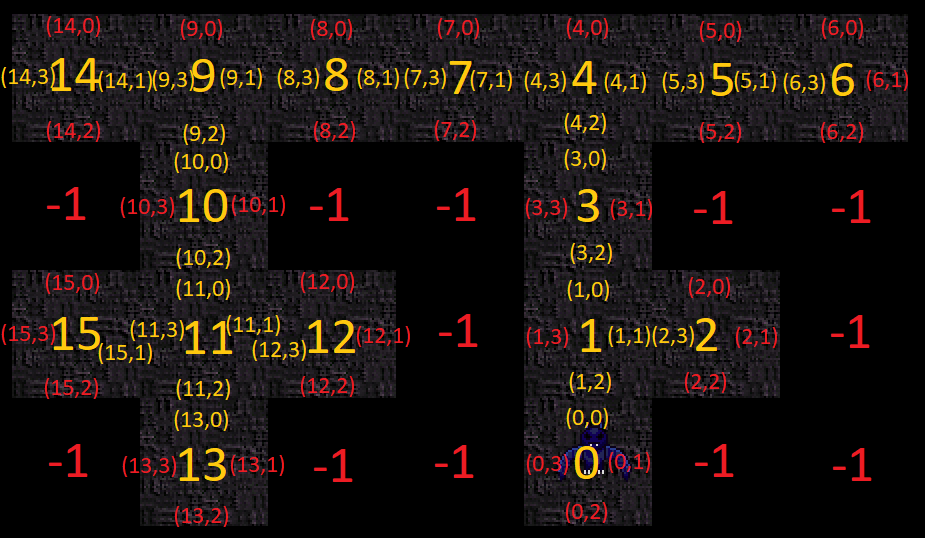 (14,0) (9,0) (8,0) (7,0) (4,0) (5,0) (6,0)
(14,3) 14 (14,1) (9,3) 9 (9,1) (8,3) 8 (8,1) (7,3) 7 (7,1) (4,3) 4 (4,1) (5,3) 5 (5,1) (6,3) 6 (6,1)
(14,2) (9,2) (8,2) (7,2) (4,2) (5,2) (6,2)
(10,0) (3,0)
-1 (10,3) 10 (10,1) -1 -1 (3,3) 3 (3,1) -1 -1
(10,2) (3,2)
(15,0) (11,0) (12,0) (1,0) (2,0)
(15,3) 15 (15,1) (11,3) 11 (11,1) (12,3) 12 (12,1) -1 (1,3) 1 (1,1) (2,3) 2 (2,1) -1
(15,2) (11,2) (12,2) (1,2) (2,2)
(13,0) (0,0)
-1 (13,3) 13 (13,1) -1 -1 (0,3) 0 (0,1) -1 -1
(13,2) (0,2)